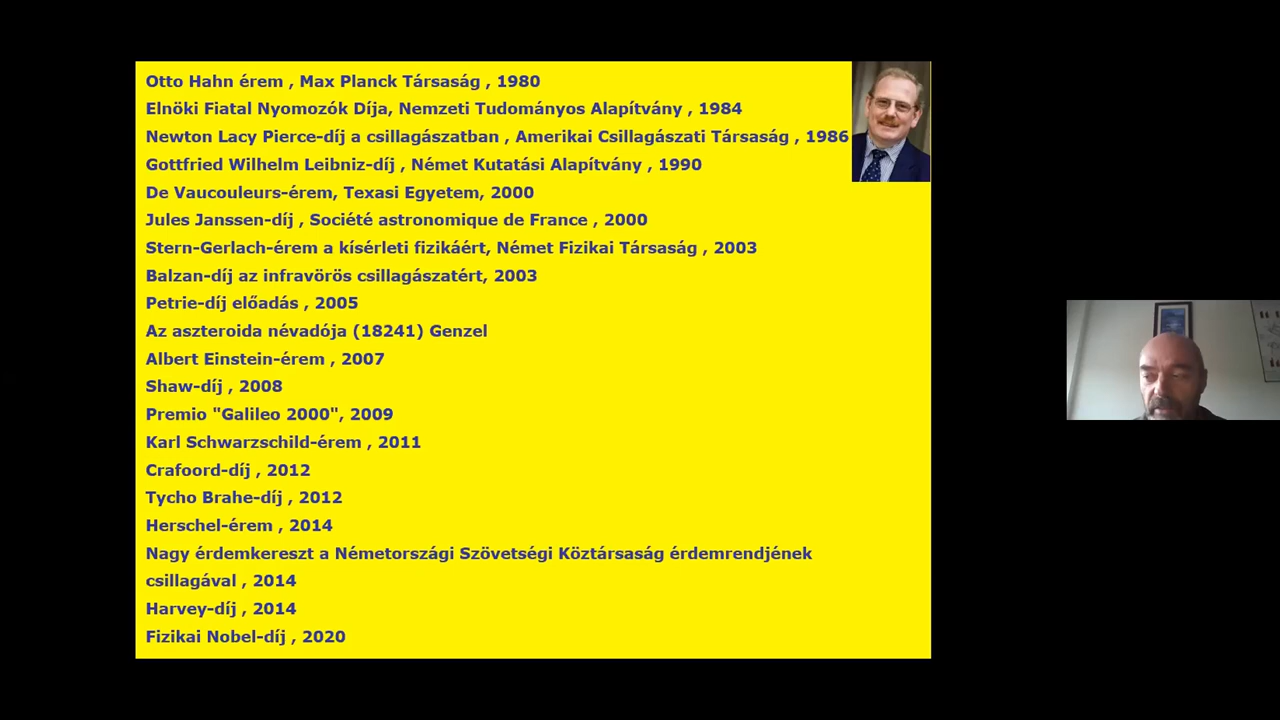 Otto Hahn érem , Max Planck Társaság , 1980
Elnöki Fiatal Nyomozók Díja, Nemzeti Tudományos Alapítvány , 1984
Newton Lacy Pierce-díj a csillagászatban , Amerikai Csillagászati Társaság , 1986
Gottfried Wilhelm Leibniz-díj , Német Kutatási Alapítvány , 1990
De Vaucouleurs-érem, Texasi Egyetem, 2000
Jules Janssen-díj , Société astronomique de France , 2000
Stern-Gerlach-érem a kísérleti fizikáért, Német Fizikai Társaság , 2003
Balzan-díj az infravörös csillagászatért, 2003
Petrie-díj előadás , 2005
Az aszteroida névadója (18241) Genzel
Albert Einstein-érem , 2007
Shaw-díj , 2008
Premio "Galileo 2000", 2009
Karl Schwarzschild-érem , 2011
Crafoord-díj , 2012
Tycho Brahe-díj , 2012
Herschel-érem , 2014
Nagy érdemkereszt a Németországi Szövetségi Köztársaság érdemrendjének
csillagával , 2014
Harvey-díj , 2014
Fizikai Nobel-díj , 2020